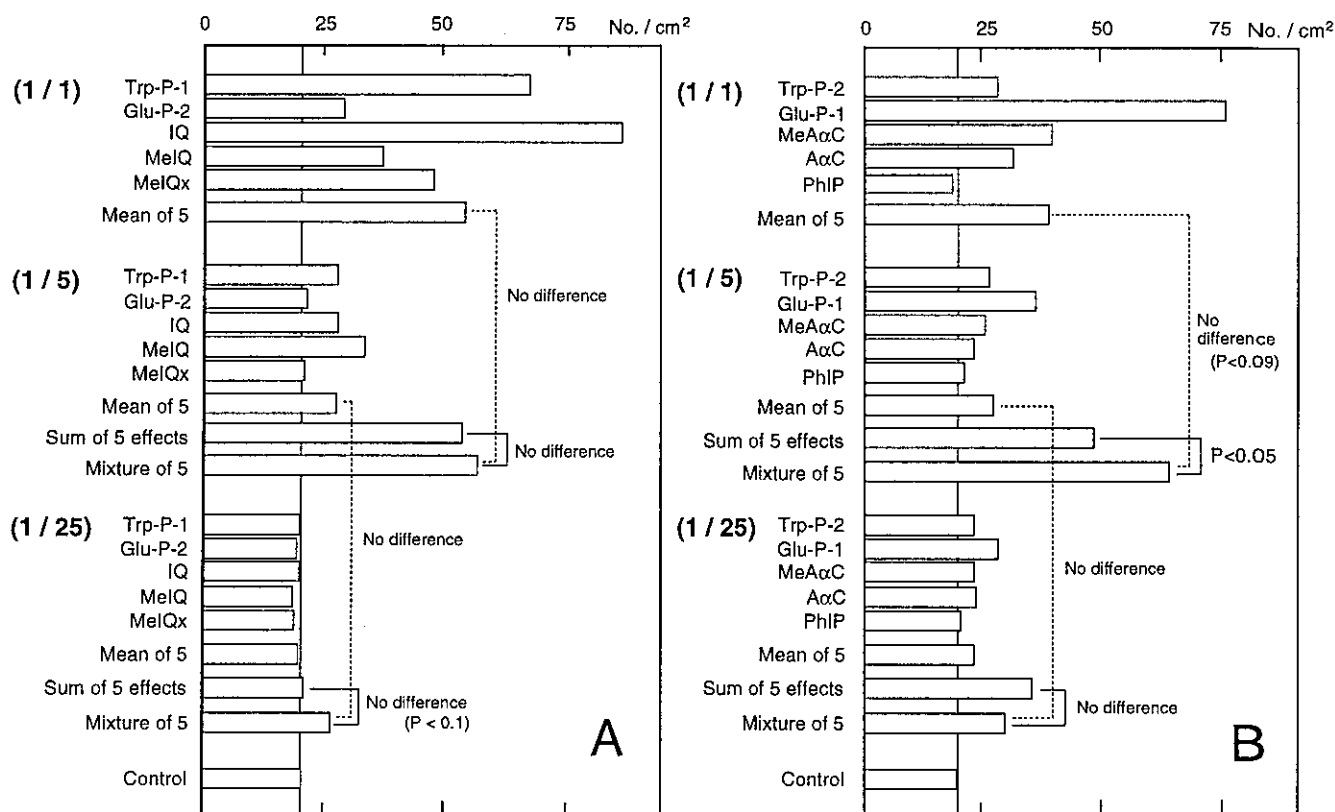 0 25 50 75 No. / cm²
(1 / 1)
Trp-P-1
Glu-P-2
IQ
MeIQ
MeIQx
Mean of 5
No difference
(1 / 5)
Trp-P-1
Glu-P-2
IQ
MeIQ
MeIQx
Mean of 5
Sum of 5 effects
No difference
Mixture of 5
(1 / 25)
Trp-P-1
No difference
Glu-P-2
IQ
MeIQ
MeIQx
Mean of 5
Sum of 5 effects
No difference
(P < 0.1)
Mixture of 5
Control
A
0 25 50 75 No. / cm²
(1 / 1)
Trp-P-2
Glu-P-1
MeAαC
AαC
PhIP
Mean of 5
(1 / 5)
Trp-P-2
Glu-P-1
MeAαC
AαC
PhIP
No
difference
(P<0.09)
Mean of 5
Sum of 5 effects
P<0.05
Mixture of 5
(1 / 25)
Trp-P-2
Glu-P-1
MeAαC
No difference
AαC
PhIP
Mean of 5
Sum of 5 effects
No difference
Mixture of 5
Control
B